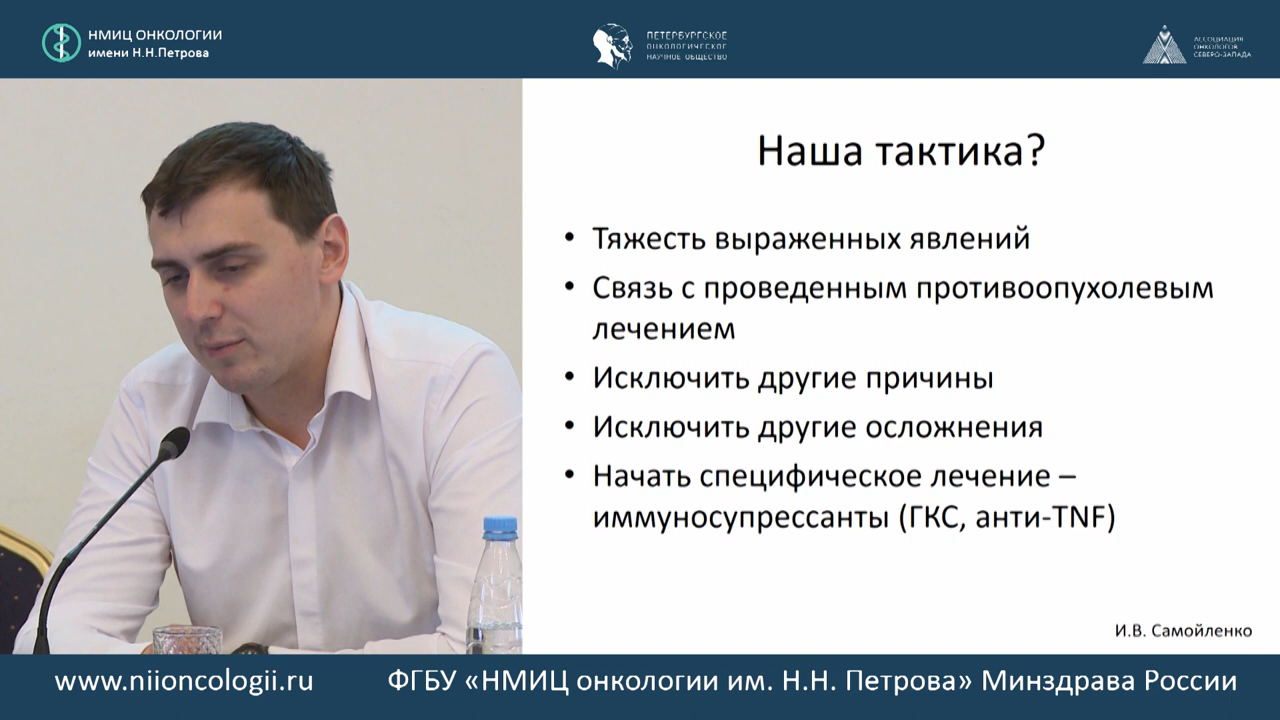 НМИЦ ОНКОЛОГИИ
имени Н.Н.Петрова
ПЕТЕРБУРГСКОЕ
ОНКОЛОГИЧЕСКОЕ
НАУЧНОЕ ОБЩЕСТВО
АССОЦИАЦИЯ
ОНКОЛОГОВ
СЕВЕРО-ЗАПАДА
Наша тактика?
• Тяжесть выраженных явлений
• Связь с проведенным противоопухолевым
лечением
• Исключить другие причины
• Исключить другие осложнения
• Начать специфическое лечение –
иммуносупрессанты (ГКС, анти-TNF)
И.В. Самойленко
www.niioncologii.ru
ФГБУ «НМИЦ онкологии им. Н.Н. Петрова» Минздрава России